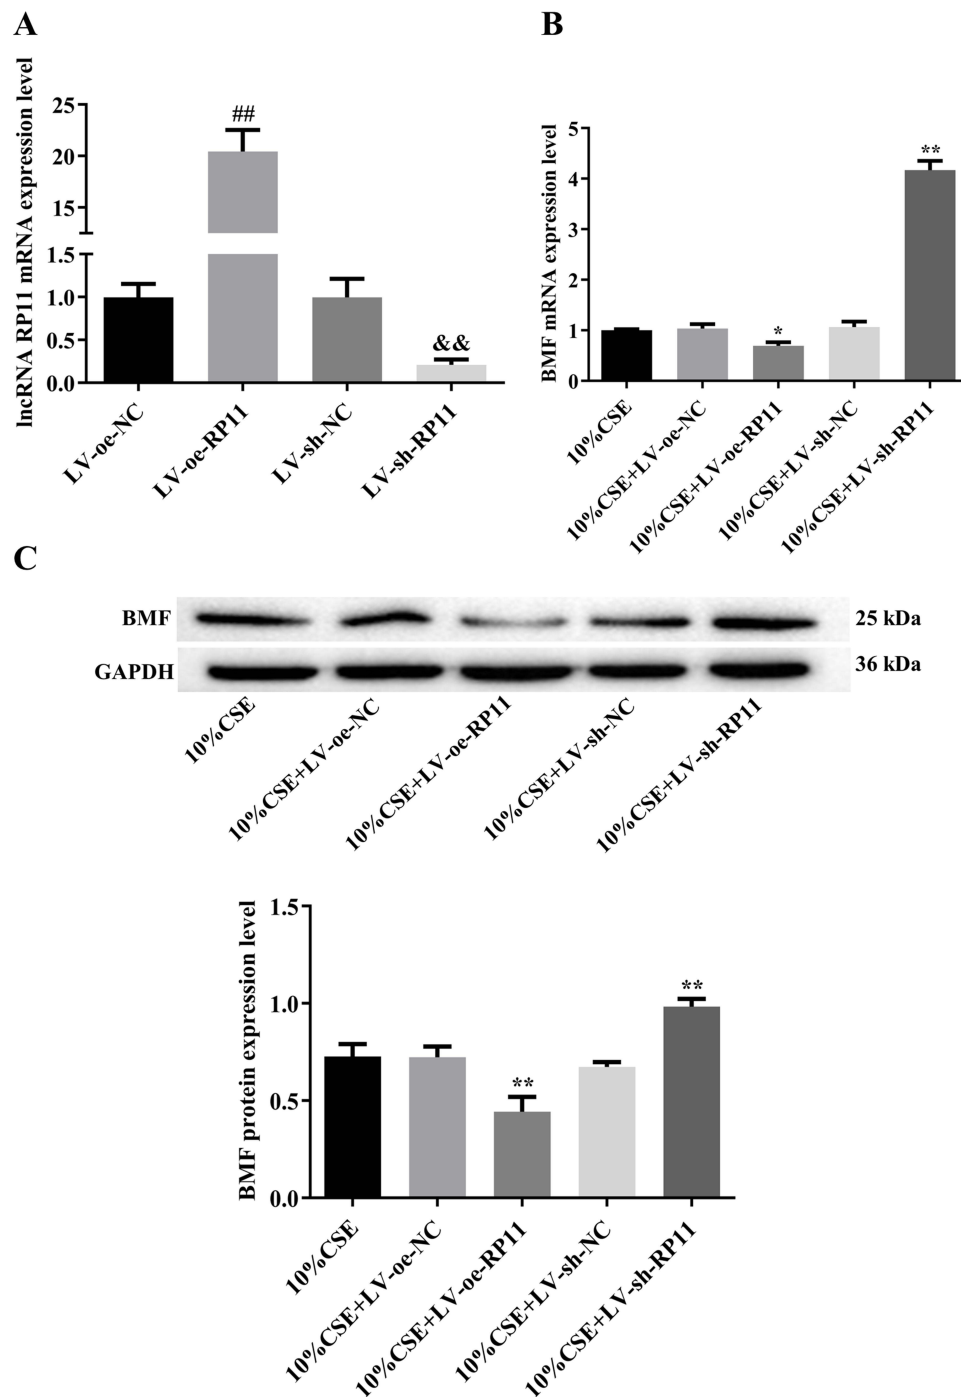 A
lncRNA RP11 mRNA expression level
25
20
15
1.5
1.0
0.5
0.0
##
&&
LV-oe-NC
LV-oe-RP11
LV-sh-NC
LV-sh-RP11
B
BMF mRNA expression level
5
4
3
2
1
0
*
**
10%CSE
10%CSE+LV-oe-NC
10%CSE+LV-oe-RP11
10%CSE+LV-sh-NC
10%CSE+LV-sh-RP11
C
BMF
25 kDa
GAPDH
36 kDa
10%CSE
10%CSE+LV-oe-NC
10%CSE+LV-oe-RP11
10%CSE+LV-sh-NC
10%CSE+LV-sh-RP11
BMF protein expression level
1.5
1.0
0.5
0.0
**
**
10%CSE
10%CSE+LV-oe-NC
10%CSE+LV-oe-RP11
10%CSE+LV-sh-NC
10%CSE+LV-sh-RP11